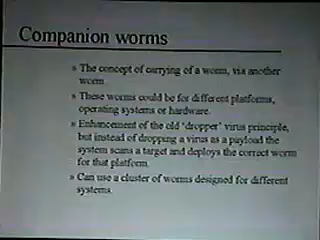 Companion worms
» The concept of carrying of a worm, via another
worm.
» These worms could be for different platforms,
operating systems or hardware.
» Enhancement of the old 'dropper' virus principle,
but instead of dropping a virus as a payload the
system scans a target and deploys the correct worm
for that platform.
» Can use a cluster of worms designed for different
systems.